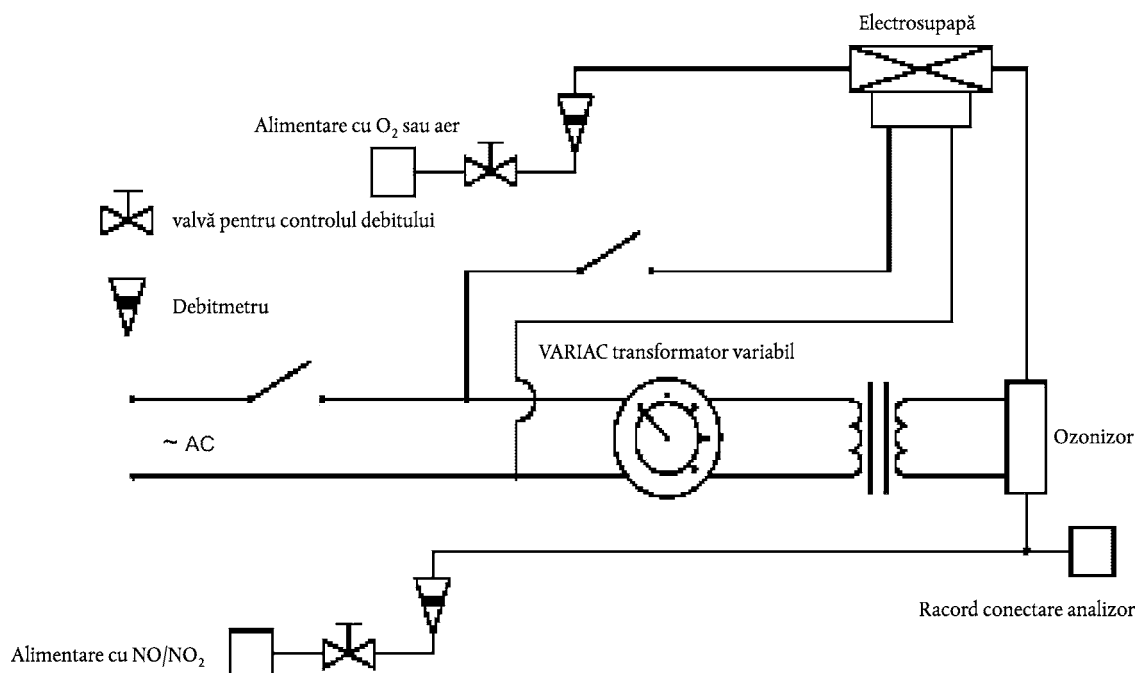 Electrosupapă
Alimentare cu O₂ sau aer
valvă pentru controlul debitului
Debitmetru
VARIAC transformator variabil
~ AC
Ozonizor
Racord conectare analizor
Alimentare cu NO/NO₂